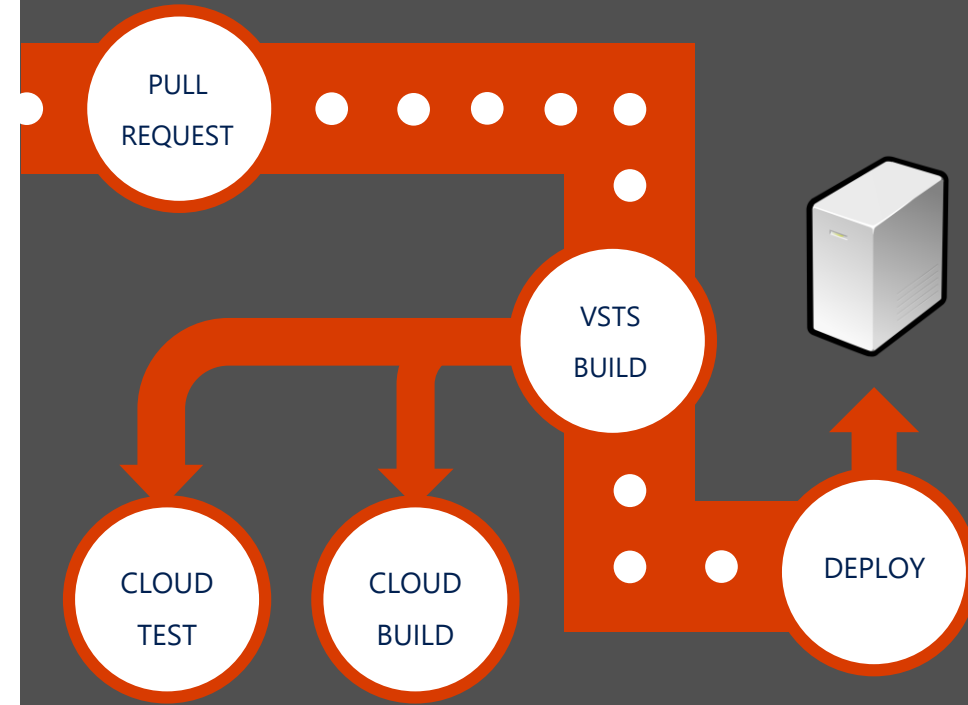 PULL
REQUEST
VSTS
BUILD
CLOUD
TEST
CLOUD
BUILD
DEPLOY